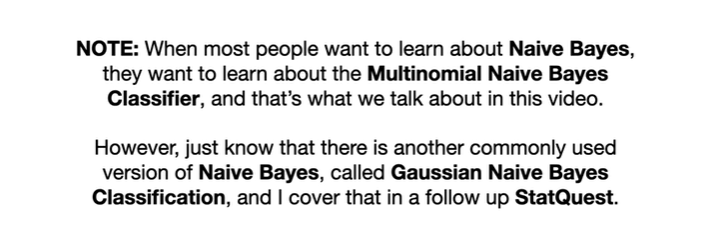 NOTE: When most people want to learn about Naive Bayes,
they want to learn about the Multinomial Naive Bayes
Classifier, and that’s what we talk about in this video.
However, just know that there is another commonly used
version of Naive Bayes, called Gaussian Naive Bayes
Classification, and I cover that in a follow up StatQuest.